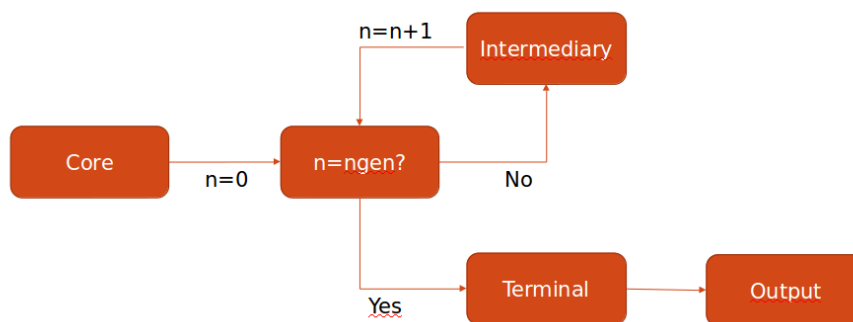 n=n+1
Intermediary
Core
n=0
n=ngen?
No
Yes
Terminal
Output